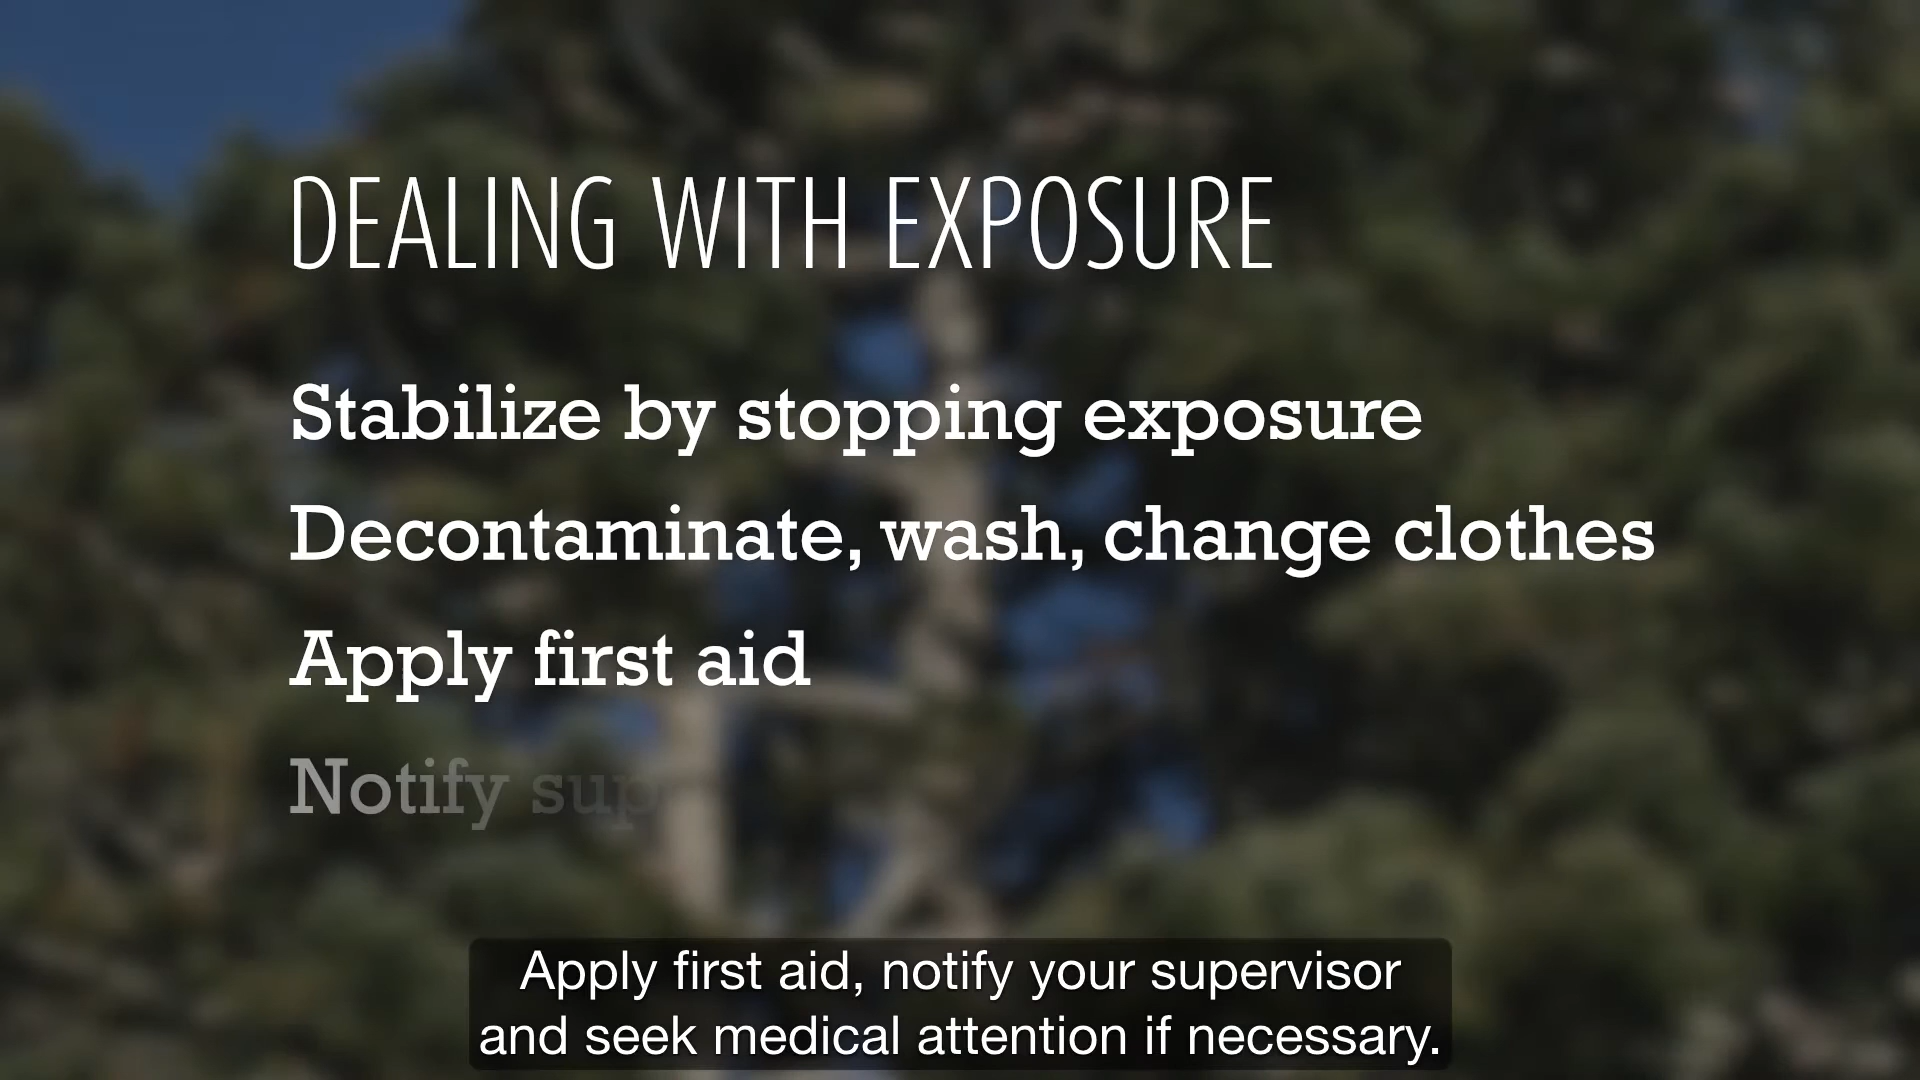 DEALING WITH EXPOSURE
Stabilize by stopping exposure
Decontaminate, wash, change clothes
Apply first aid
Notify sup
Apply first aid, notify your supervisor
and seek medical attention if necessary.